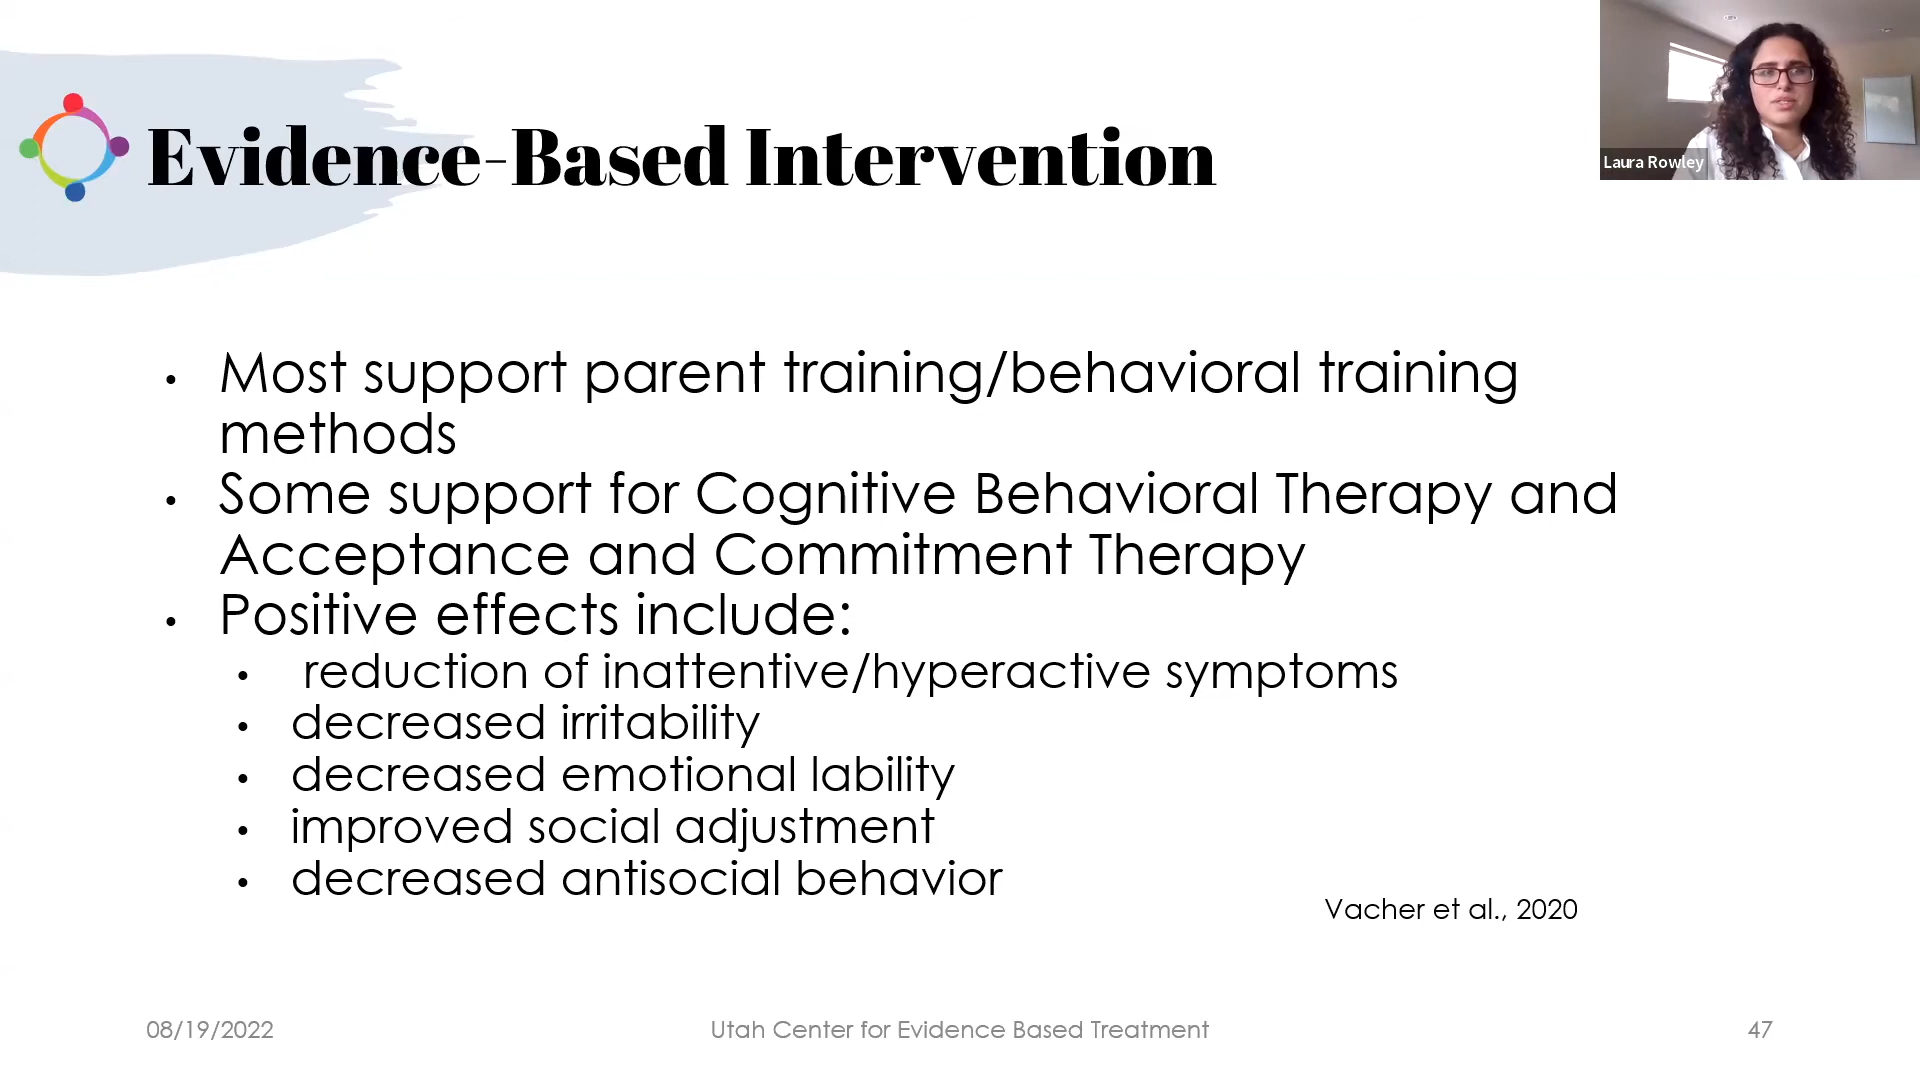 Laura Rowley
Evidence-Based Intervention
• Most support parent training/behavioral training
methods
• Some support for Cognitive Behavioral Therapy and
Acceptance and Commitment Therapy
• Positive effects include:
• reduction of inattentive/hyperactive symptoms
• decreased irritability
• decreased emotional lability
• improved social adjustment
• decreased antisocial behavior
Vacher et al., 2020
08/19/2022
Utah Center for Evidence Based Treatment
47